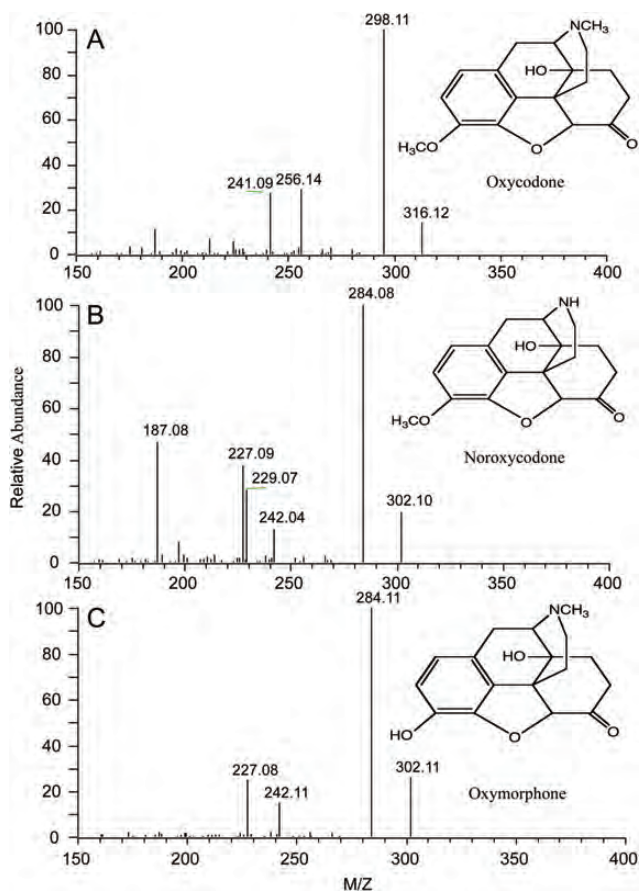 A
100
80
60
40
20
0
298.11
241.09
256.14
316.12
NCH₃
HO
H₃CO
O
O
Oxycodone
150 200 250 300 350 400
B
100
80
60
40
20
0
284.08
187.08
227.09
229.07
242.04
302.10
NH
HO
H₃CO
O
O
Noroxycodone
Relative Abundance
150 200 250 300 350 400
C
100
80
60
40
20
0
284.11
227.08
242.11
302.11
NCH₃
HO
HO
O
O
Oxymorphone
150 200 250 300 350 400
M/Z